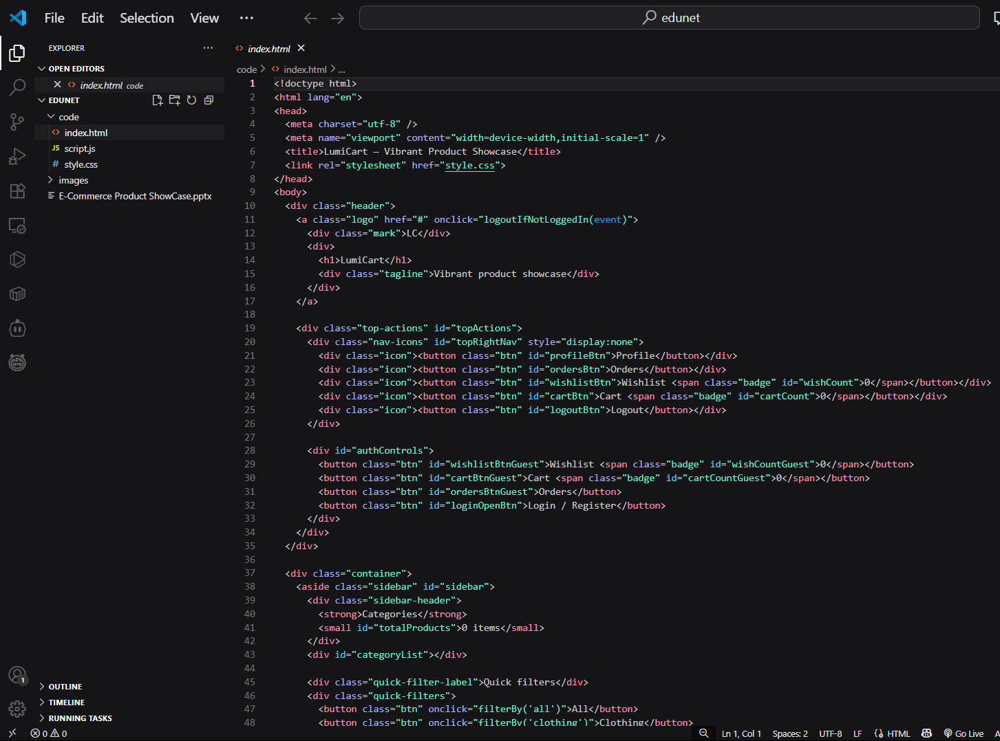 File Edit Selection View ··· edunet
EXPLORER ···
OPEN EDITORS
index.html code
EDUNET
code
index.html
JS script.js
# style.css
images
E-Commerce Product ShowCase.pptx
OUTLINE
TIMELINE
RUNNING TASKS
1
index.html
code > index.html > ...
1 <!doctype html>
2 <html lang="en">
3 <head>
4 <meta charset="utf-8" />
5 <meta name="viewport" content="width=device-width,initial-scale=1" />
6 <title>LumiCart — Vibrant Product Showcase</title>
7 <link rel="stylesheet" href="style.css">
8 </head>
9 <body>
10 <div class="header">
11 <a class="logo" href="#" onclick="logoutIfNotLoggedIn(event)">
12 <div class="mark">LC</div>
13 <div>
14 <h1>LumiCart</h1>
15 <div class="tagline">Vibrant product showcase</div>
16 </div>
17 </a>
18
19 <div class="top-actions" id="topActions">
20 <div class="nav-icons" id="topRightNav" style="display:none">
21 <div class="icon"><button class="btn" id="profileBtn">Profile</button></div>
22 <div class="icon"><button class="btn" id="ordersBtn">Orders</button></div>
23 <div class="icon"><button class="btn" id="wishlistBtn">Wishlist <span class="badge" id="wishCount">0</span></button></div>
24 <div class="icon"><button class="btn" id="cartBtn">Cart <span class="badge" id="cartCount">0</span></button></div>
25 <div class="icon"><button class="btn" id="logoutBtn">Logout</button></div>
26 </div>
27
28 <div id="authControls">
29 <button class="btn" id="wishlistBtnGuest">Wishlist <span class="badge" id="wishCountGuest">0</span></button>
30 <button class="btn" id="cartBtnGuest">Cart <span class="badge" id="cartCountGuest">0</span></button>
31 <button class="btn" id="ordersBtnGuest">Orders</button>
32 <button class="btn" id="loginOpenBtn">Login / Register</button>
33 </div>
34 </div>
35 </div>
36
37 <div class="container">
38 <aside class="sidebar" id="sidebar">
39 <div class="sidebar-header">
40 <strong>Categories</strong>
41 <small id="totalProducts">0 items</small>
42 </div>
43 <div id="categoryList"></div>
44
45 <div class="quick-filter-label">Quick filters</div>
46 <div class="quick-filters">
47 <button class="btn" onclick="filterBy('all')">All</button>
48 <button class="btn" onclick="filterBy('clothing')">Clothing</button>
0 0 Ln 1, Col 1 Spaces: 2 UTF-8 LF HTML Go Live